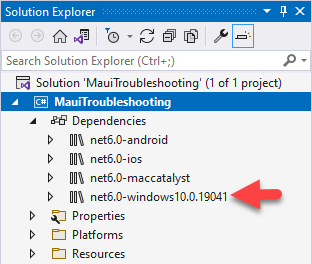 Solution Explorer
Search Solution Explorer (Ctrl+;)
Solution 'MauiTroubleshooting' (1 of 1 project)
C# MauiTroubleshooting
Dependencies
net6.0-android
net6.0-ios
net6.0-maccatalyst
net6.0-windows10.0.19041
Properties
Platforms
Resources